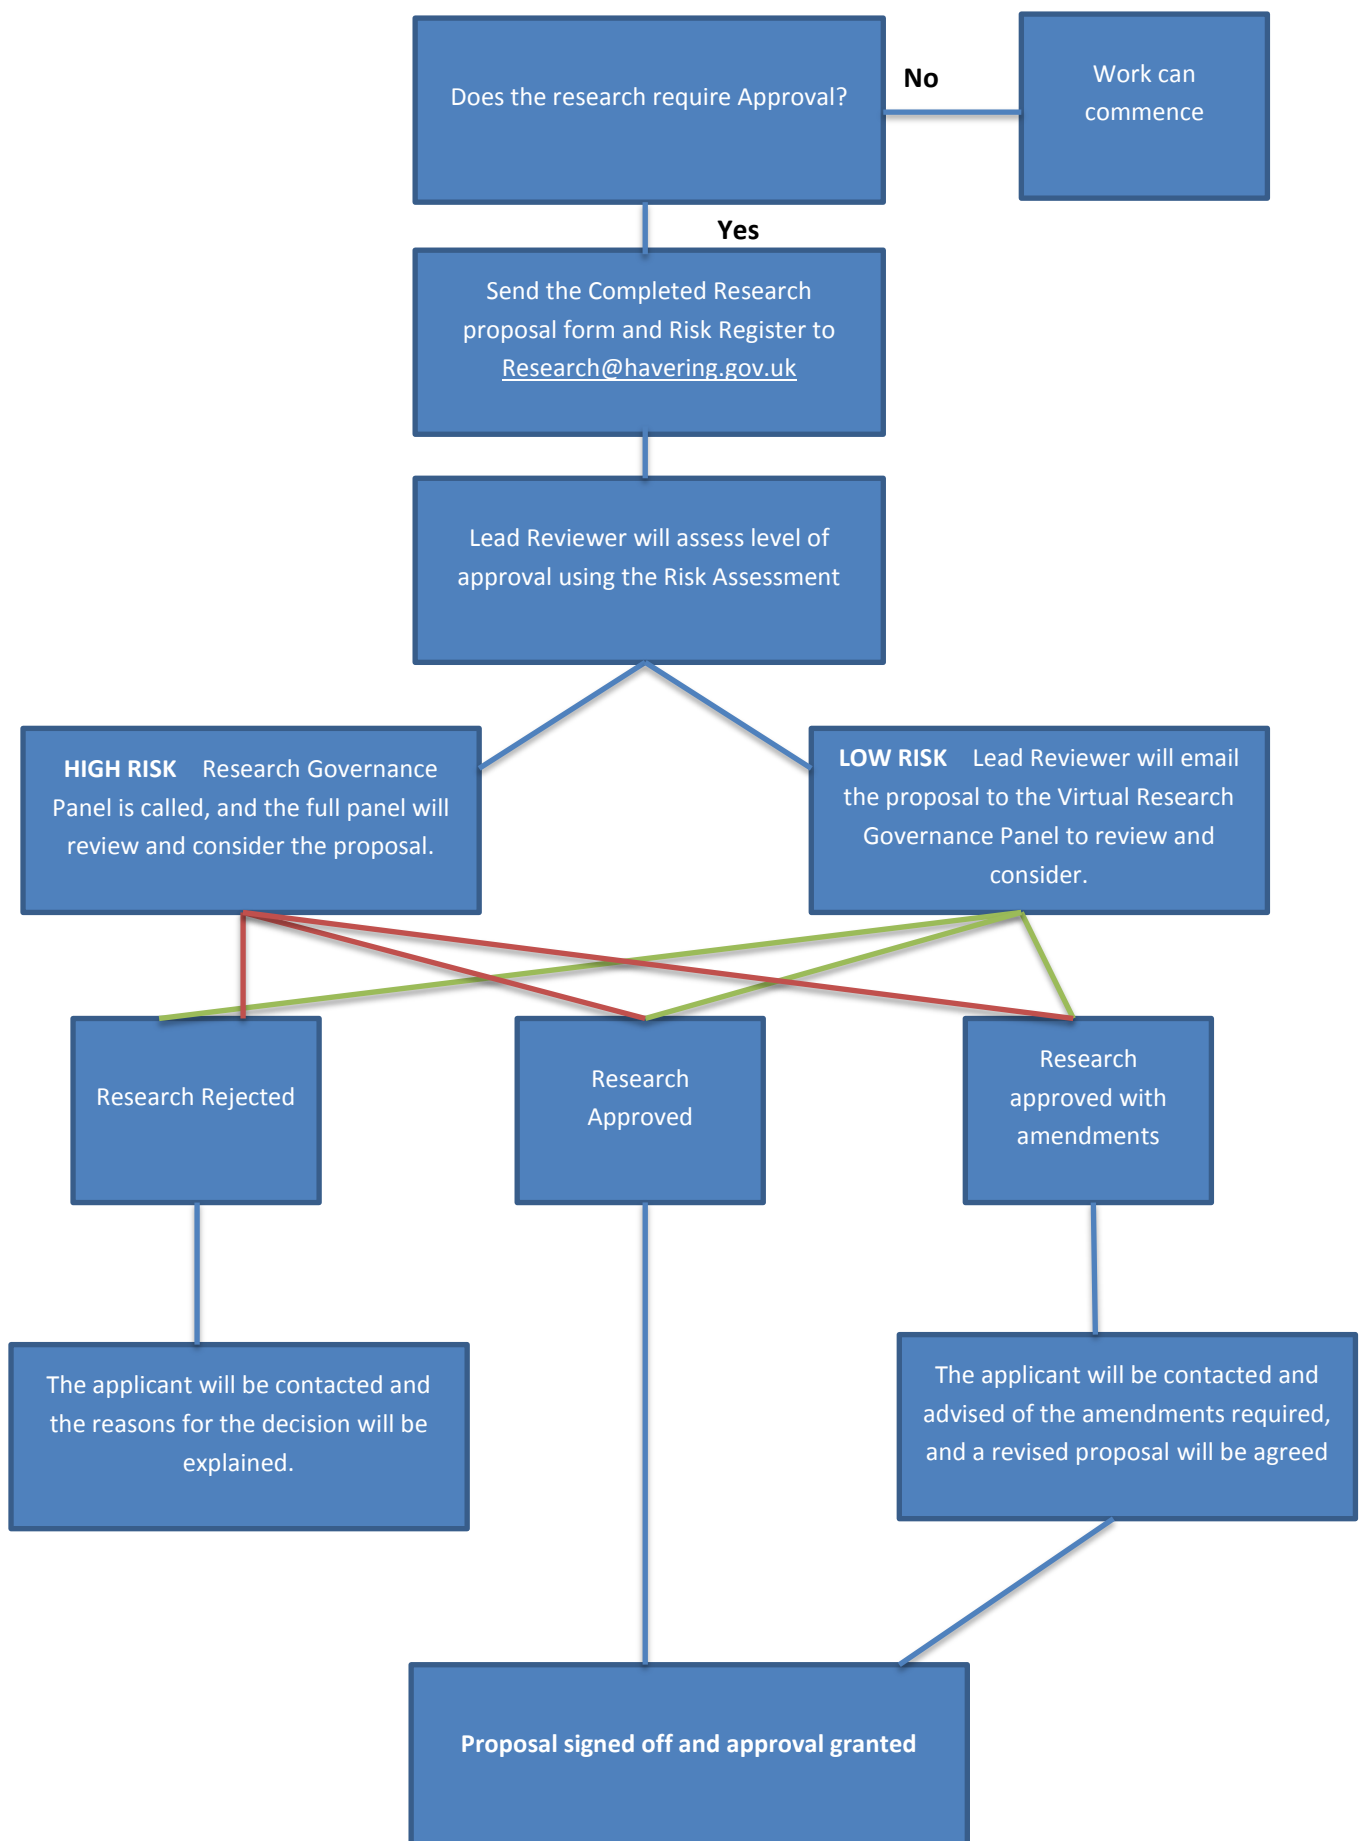 Does the research require Approval?
No
Work can
commence
Yes
Send the Completed Research
proposal form and Risk Register to
Research@havering.gov.uk
Lead Reviewer will assess level of
approval using the Risk Assessment
HIGH RISK Research Governance
Panel is called, and the full panel will
review and consider the proposal.
LOW RISK Lead Reviewer will email
the proposal to the Virtual Research
Governance Panel to review and
consider.
Research Rejected
Research
Approved
Research
approved with
amendments
The applicant will be contacted and
the reasons for the decision will be
explained.
The applicant will be contacted and
advised of the amendments required,
and a revised proposal will be agreed
Proposal signed off and approval granted